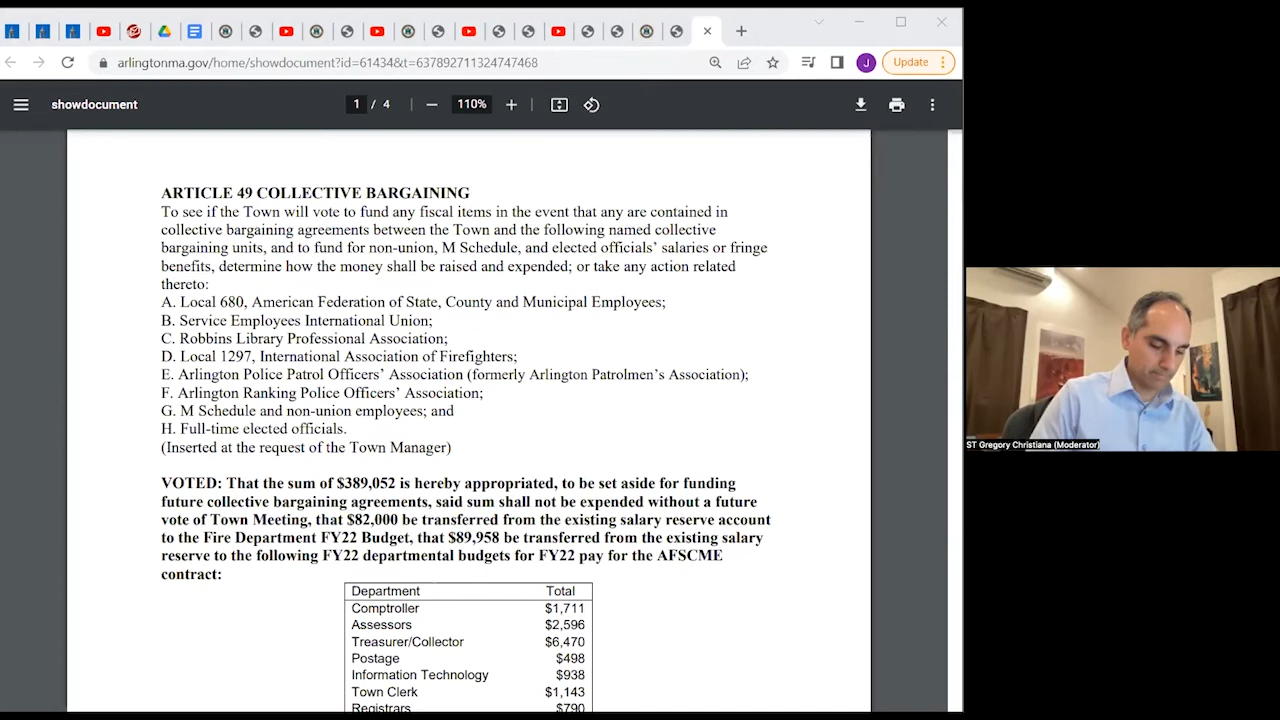 J
Update
arlingtonma.gov/home/showdocument?id=61434&t=637892711324747468
showdocument
1 / 4
110%
ARTICLE 49 COLLECTIVE BARGAINING
To see if the Town will vote to fund any fiscal items in the event that any are contained in
collective bargaining agreements between the Town and the following named collective
bargaining units, and to fund for non-union, M Schedule, and elected officials’ salaries or fringe
benefits, determine how the money shall be raised and expended; or take any action related
thereto:
A. Local 680, American Federation of State, County and Municipal Employees;
B. Service Employees International Union;
C. Robbins Library Professional Association;
D. Local 1297, International Association of Firefighters;
E. Arlington Police Patrol Officers’ Association (formerly Arlington Patrolmen’s Association);
F. Arlington Ranking Police Officers’ Association;
G. M Schedule and non-union employees; and
H. Full-time elected officials.
(Inserted at the request of the Town Manager)
VOTED: That the sum of $389,052 is hereby appropriated, to be set aside for funding
future collective bargaining agreements, said sum shall not be expended without a future
vote of Town Meeting, that $82,000 be transferred from the existing salary reserve account
to the Fire Department FY22 Budget, that $89,958 be transferred from the existing salary
reserve to the following FY22 departmental budgets for FY22 pay for the AFSCME
contract:
Department Total
Comptroller $1,711
Assessors $2,596
Treasurer/Collector $6,470
Postage $498
Information Technology $938
Town Clerk $1,143
Registrars $790
ST Gregory Christiana (Moderator)